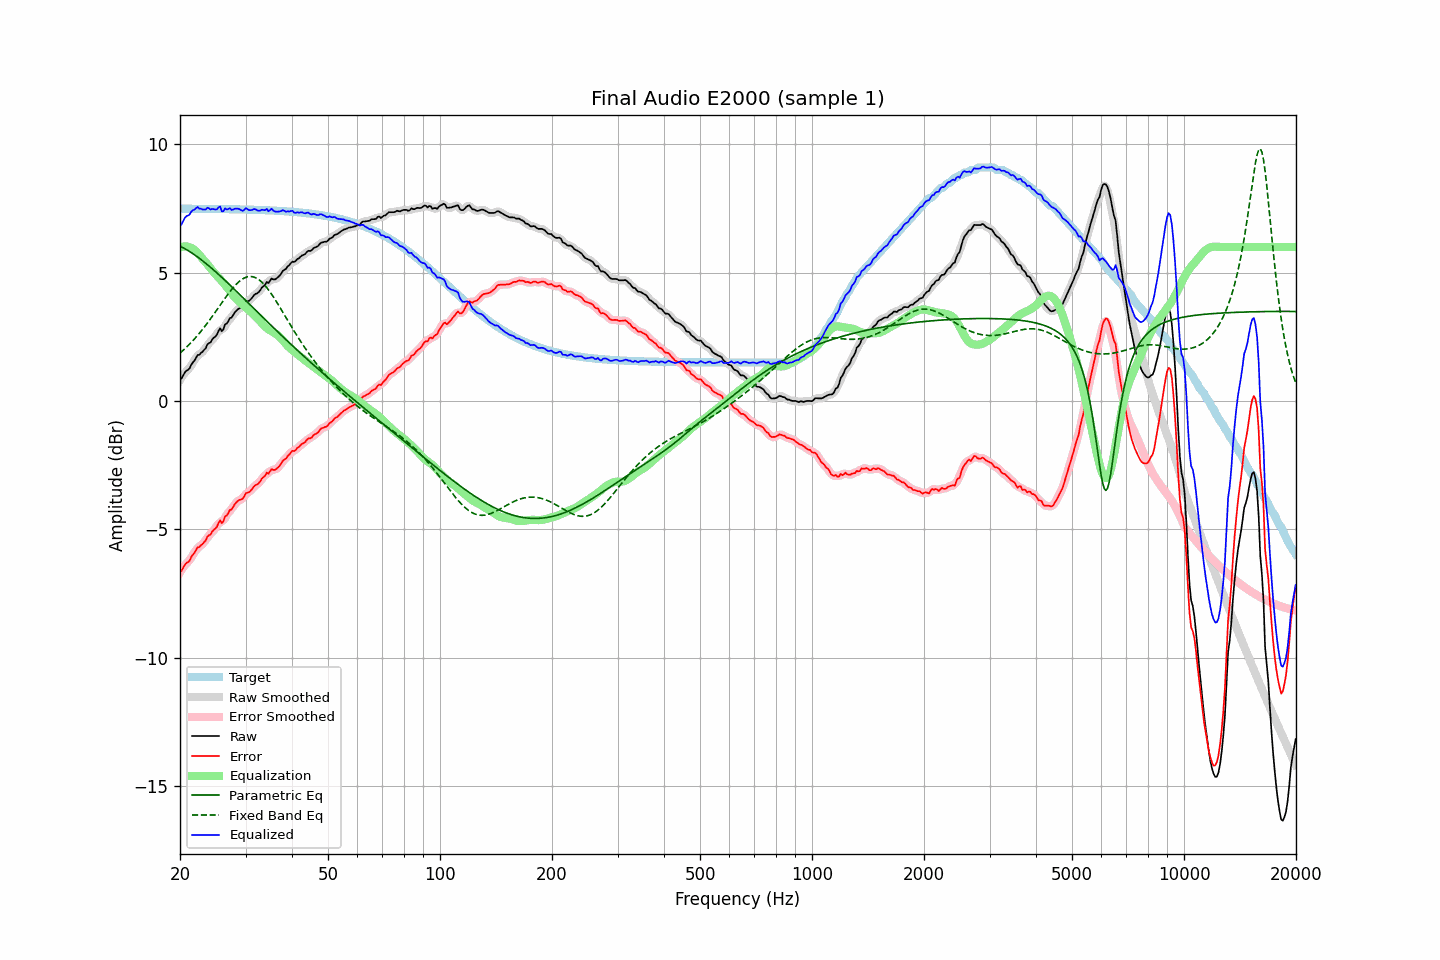 Final Audio E2000 (sample 1)
Amplitude (dBr)
10
5
0
−5
−10
−15
Target
Raw Smoothed
Error Smoothed
Raw
Error
Equalization
Parametric Eq
Fixed Band Eq
Equalized
20 50 100 200 500 1000 2000 5000 10000 20000
Frequency (Hz)